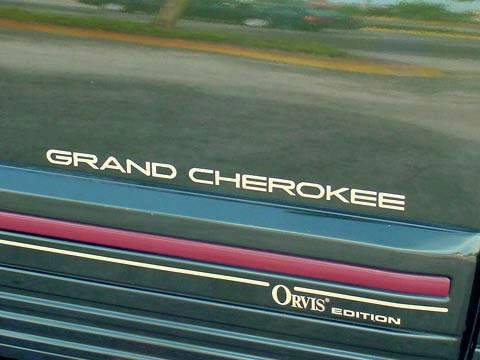 GRAND CHEROKEE
ORVIS® EDITION